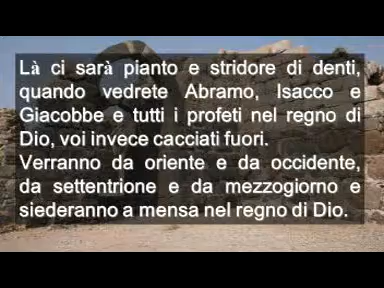 Là ci sarà pianto e stridore di denti,
quando vedrete Abramo, Isacco e
Giacobbe e tutti i profeti nel regno di
Dio, voi invece cacciati fuori.
Verranno da oriente e da occidente,
da settentrione e da mezzogiorno e
siederanno a mensa nel regno di Dio.